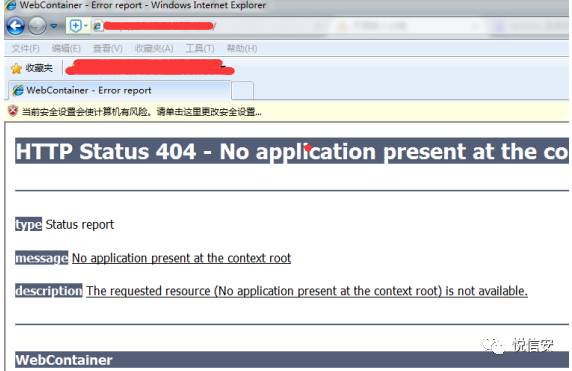 WebContainer - Error report - Windows Internet Explorer
文件(F) 编辑(E) 查看(V) 收藏夹(A) 工具(T) 帮助(H)
收藏夹
WebContainer - Error report
当前安全设置会使计算机有风险。请单击这里更改安全设置...
HTTP Status 404 - No application present at the co
type Status report
message No application present at the context root
description The requested resource (No application present at the context root) is not available.
WebContainer
悦信安